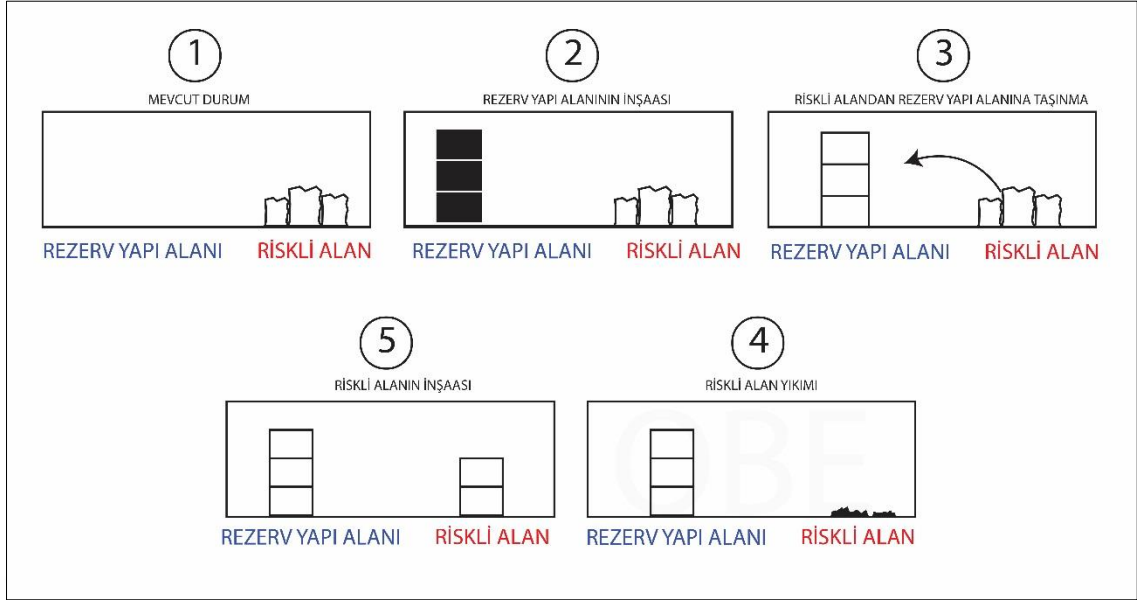 1
MEVCUT DURUM
REZERV YAPI ALANI RİSKLİ ALAN
2
REZERV YAPI ALANININ İNŞAASI
REZERV YAPI ALANI RİSKLİ ALAN
3
RİSKLİ ALANDAN REZERV YAPI ALANINA TAŞINMA
REZERV YAPI ALANI RİSKLİ ALAN
5
RİSKLİ ALANIN İNŞAASI
REZERV YAPI ALANI RİSKLİ ALAN
4
RİSKLİ ALAN YIKIMI
OBE
REZERV YAPI ALANI RİSKLİ ALAN